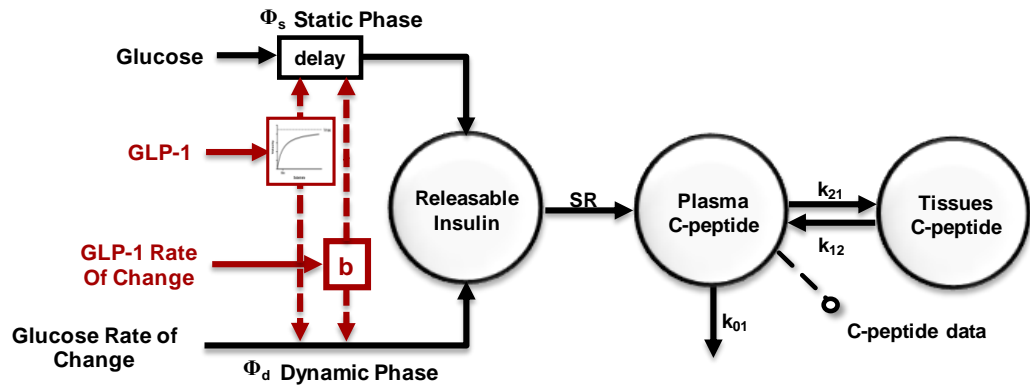 Φs Static Phase
Glucose
delay
GLP-1
Releasable
Insulin
SR
Plasma
C-peptide
k21
k12
Tissues
C-peptide
GLP-1 Rate
Of Change
b
k01
C-peptide data
Glucose Rate of
Change
Φd Dynamic Phase